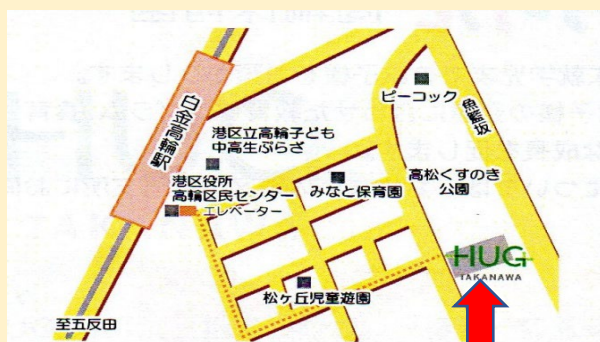 白金高輪駅
港区立高輪子ども
中高生ぷらざ
港区役所
高輪区民センター
エレベーター
ピーコック
魚籃坂
みなと保育園
高松くすのき
公園
HUG
TAKANAWA
松ヶ丘児童遊園
至五反田